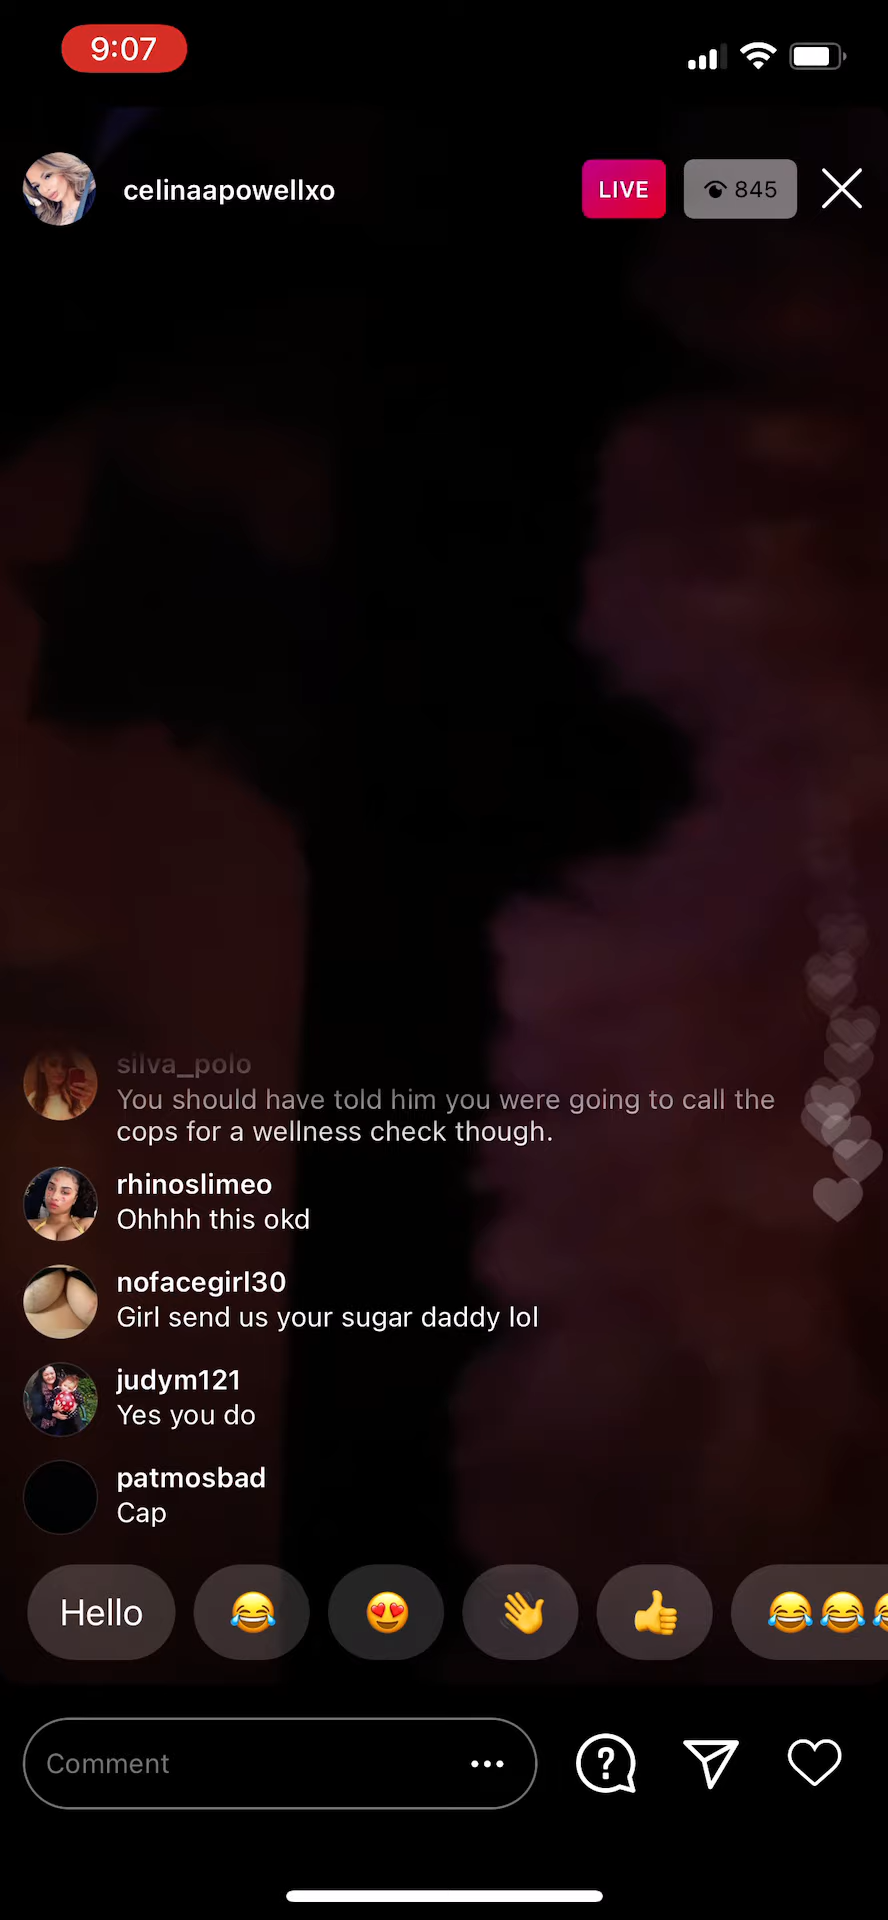 9:07
celinaapowellxo
LIVE
845
silva_polo
You should have told him you were going to call the
cops for a wellness check though.
rhinoslimeo
Ohhhh this okd
nofacegirl30
Girl send us your sugar daddy lol
judym121
Yes you do
patmosbad
Cap
Hello
Comment